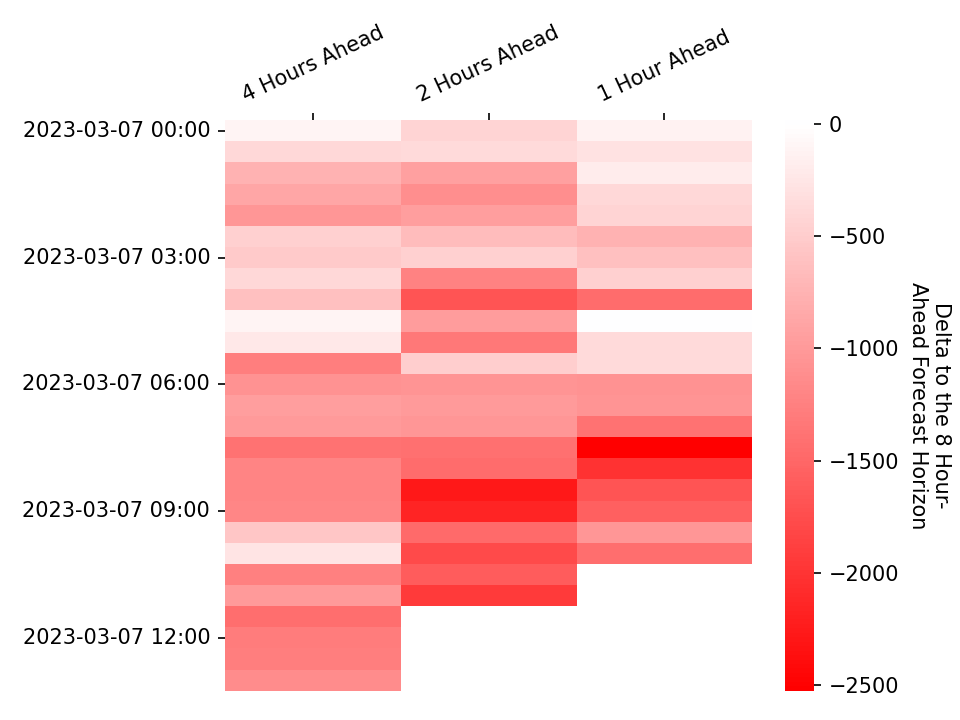 4 Hours Ahead
2 Hours Ahead
1 Hour Ahead
2023-03-07 00:00
2023-03-07 03:00
2023-03-07 06:00
2023-03-07 09:00
2023-03-07 12:00
0
−500
−1000
−1500
−2000
−2500
Delta to the 8 Hour-
Ahead Forecast Horizon